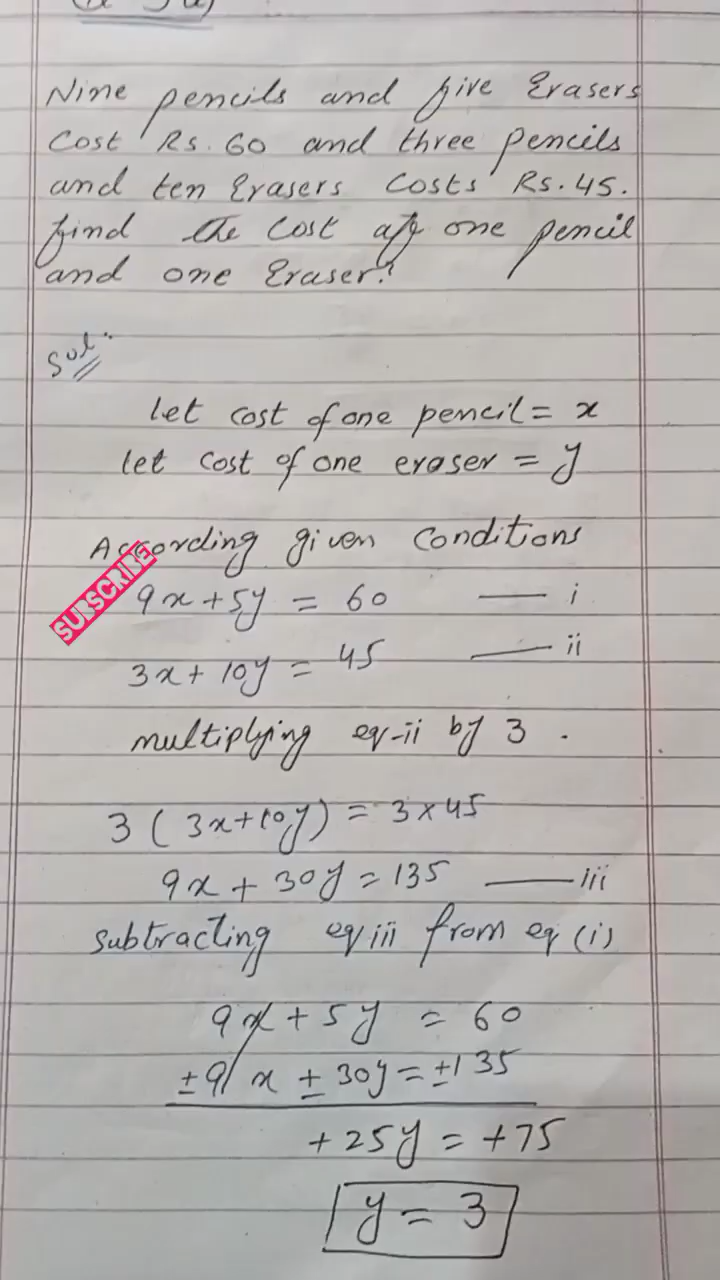 Nine pencils and five Erasers
Cost Rs. 60 and three pencils
and ten Erasers Costs Rs. 45.
find the Cost of one pencil
and one Eraser?
Sol.
let cost of one pencil = x
let cost of one eraser = y
According given Conditions
SUBSCRIBE
9x + 5y = 60 —— i
3x + 10y = 45 —— ii
multiplying eq-ii by 3 .
3 ( 3x+10y) = 3 x 45
9x + 30y = 135 —— iii
subtracting eq iii from eq (i)
9x + 5y = 60
±9x ± 30y = ±135
+25y = +75
y = 3